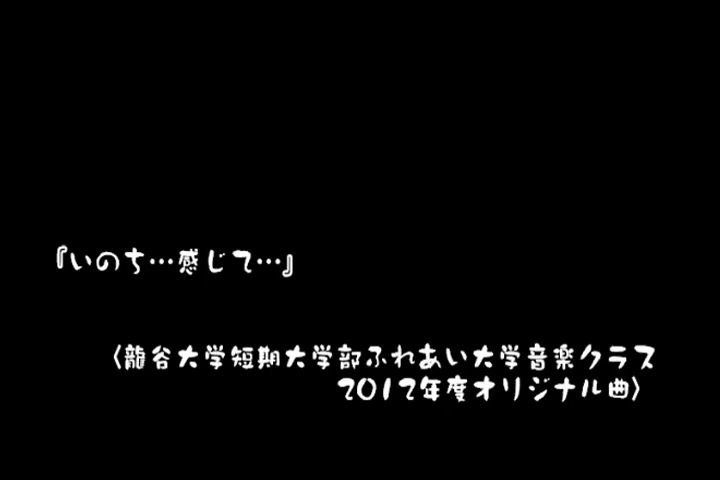 『いのち…感じて…』
〈龍谷大学短期大学部ふれあい大学音楽クラス
2012年度オリジナル曲〉